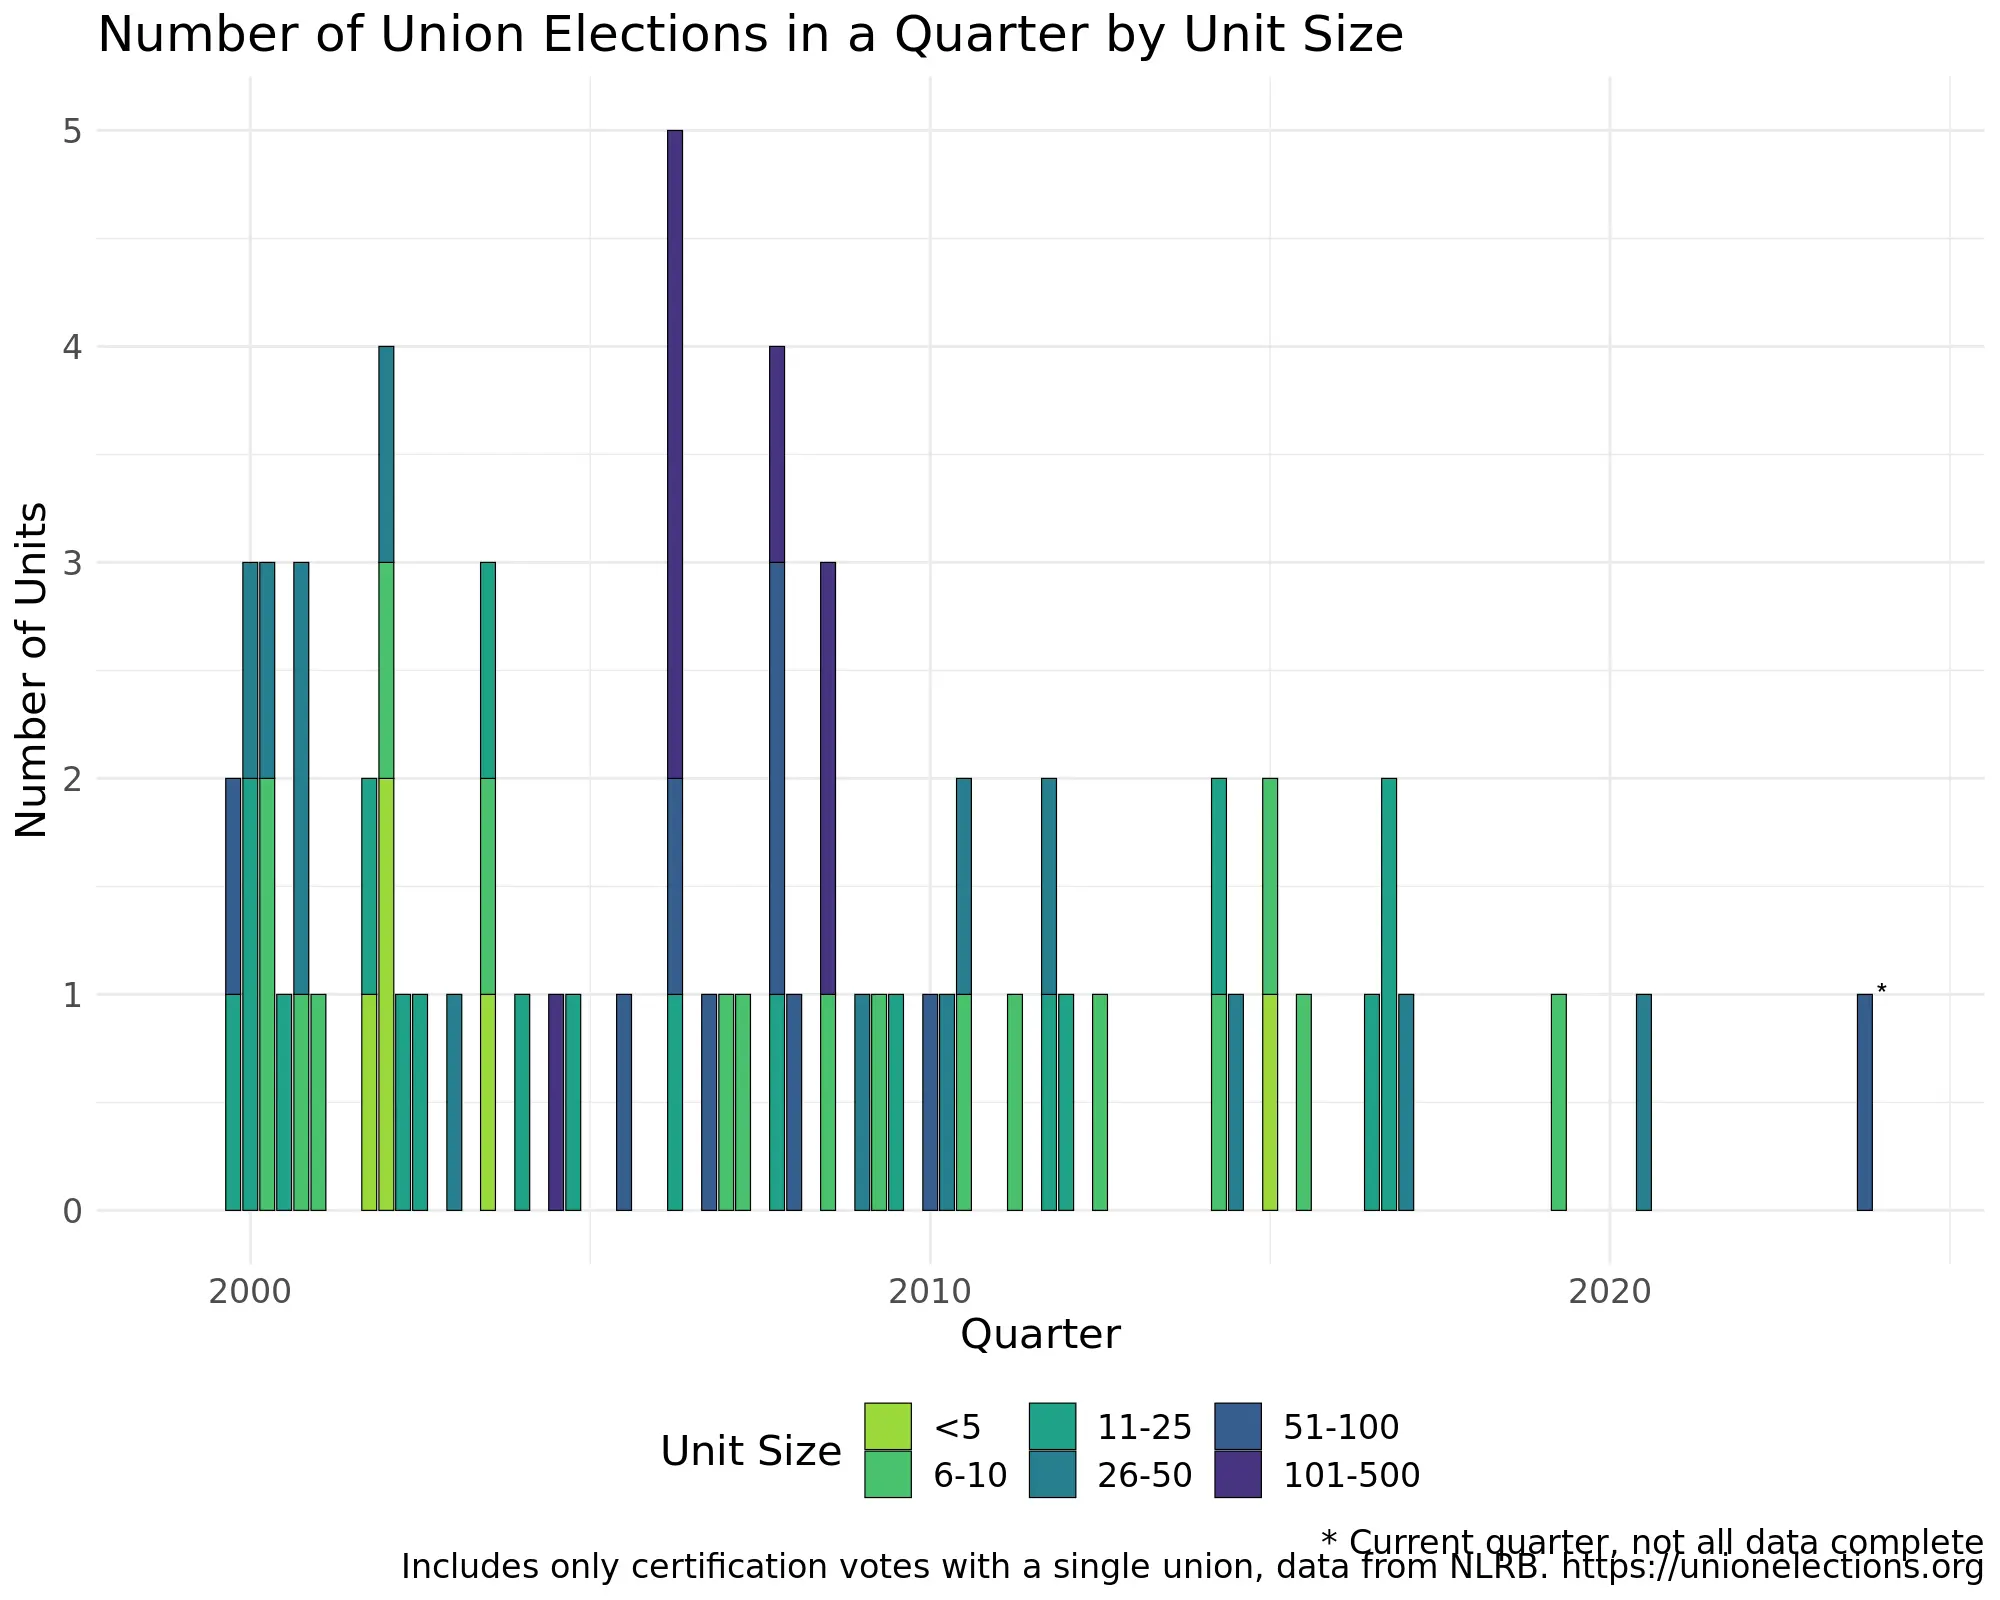 Number of Union Elections in a Quarter by Unit Size
Number of Units
5
4
3
2
1
0
*
2000 2010 2020
Quarter
Unit Size
<5 11-25 51-100
6-10 26-50 101-500
* Current quarter, not all data complete
Includes only certification votes with a single union, data from NLRB. https://unionelections.org